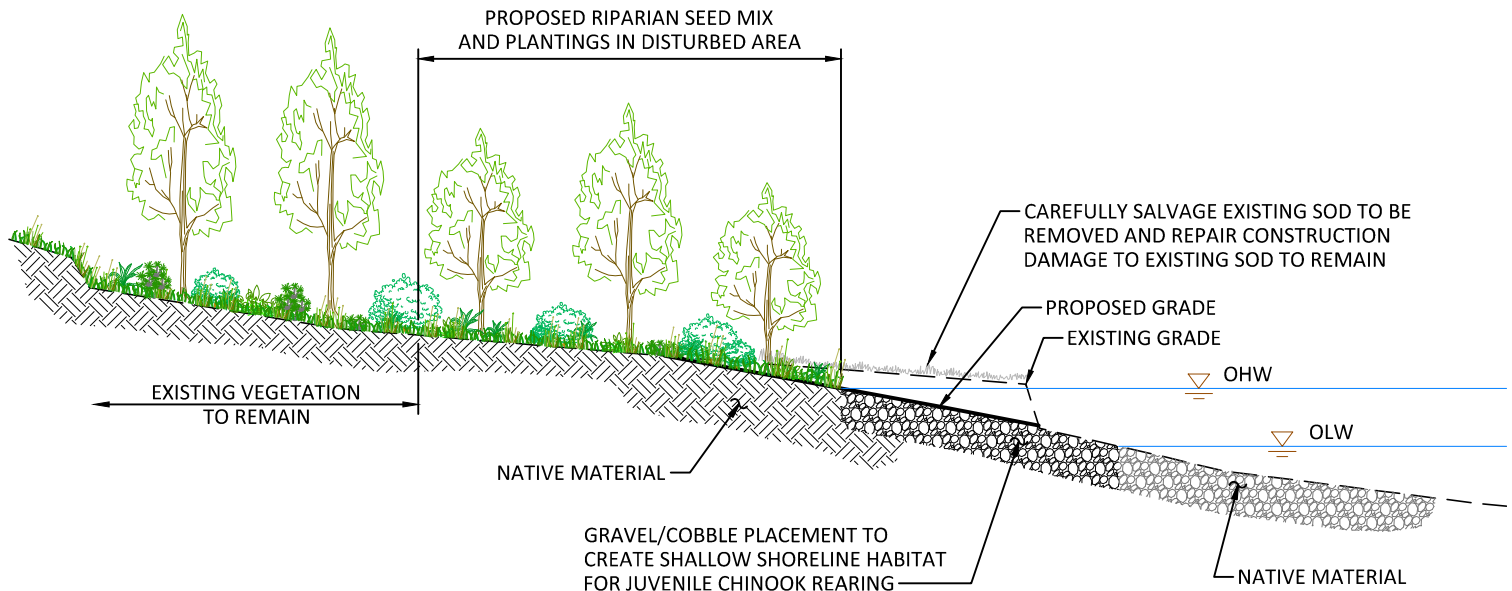 PROPOSED RIPARIAN SEED MIX
AND PLANTINGS IN DISTURBED AREA
CAREFULLY SALVAGE EXISTING SOD TO BE
REMOVED AND REPAIR CONSTRUCTION
DAMAGE TO EXISTING SOD TO REMAIN
PROPOSED GRADE
EXISTING GRADE
OHW
EXISTING VEGETATION
TO REMAIN
OLW
NATIVE MATERIAL
GRAVEL/COBBLE PLACEMENT TO
CREATE SHALLOW SHORELINE HABITAT
FOR JUVENILE CHINOOK REARING
NATIVE MATERIAL